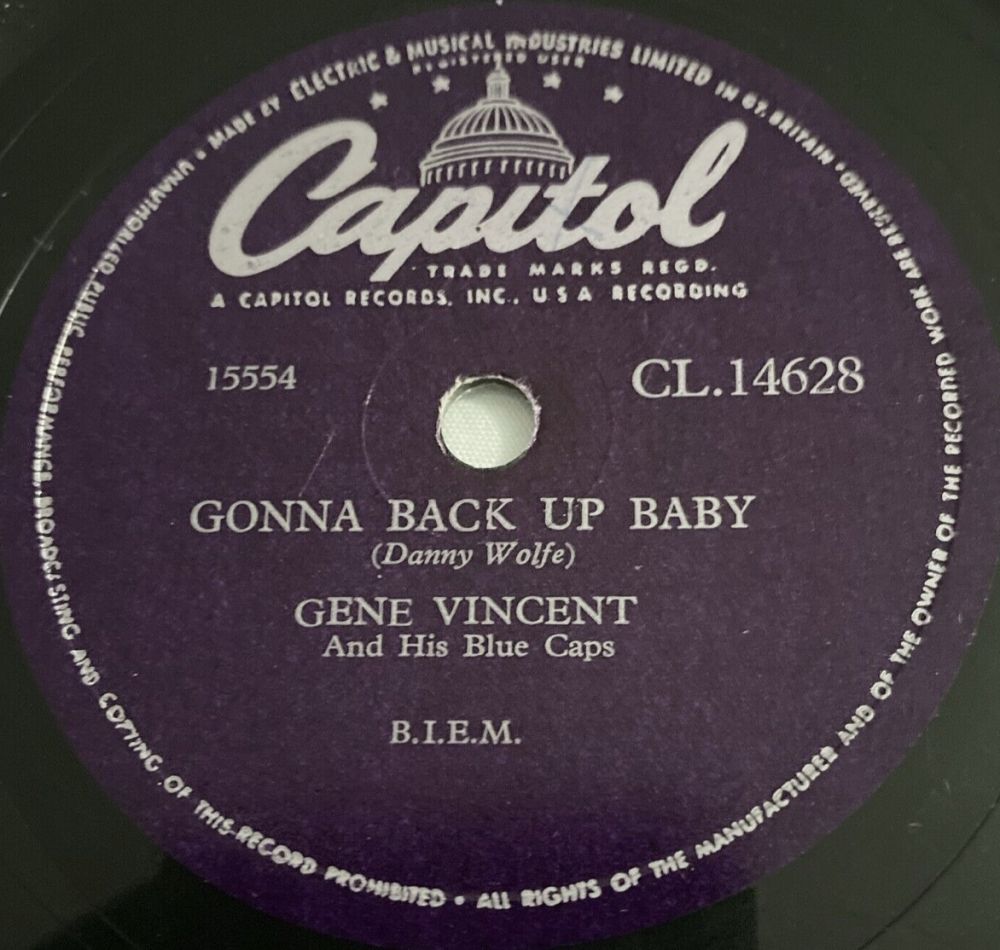 MADE BY ELECTRIC & MUSICAL INDUSTRIES LIMITED IN GT. BRITAIN • ALL RIGHTS OF THE MANUFACTURER AND OF THE OWNER OF THE RECORDED WORK ARE RESERVED • UNAUTHORIZED PUBLIC PERFORMANCE, BROADCASTING AND COPYING OF THIS RECORD PROHIBITED •
REGISTERED USER
Capitol
TRADE MARKS REGD.
A CAPITOL RECORDS, INC., U.S.A RECORDING
15554
CL.14628
GONNA BACK UP BABY
(Danny Wolfe)
GENE VINCENT
And His Blue Caps
B.I.E.M.